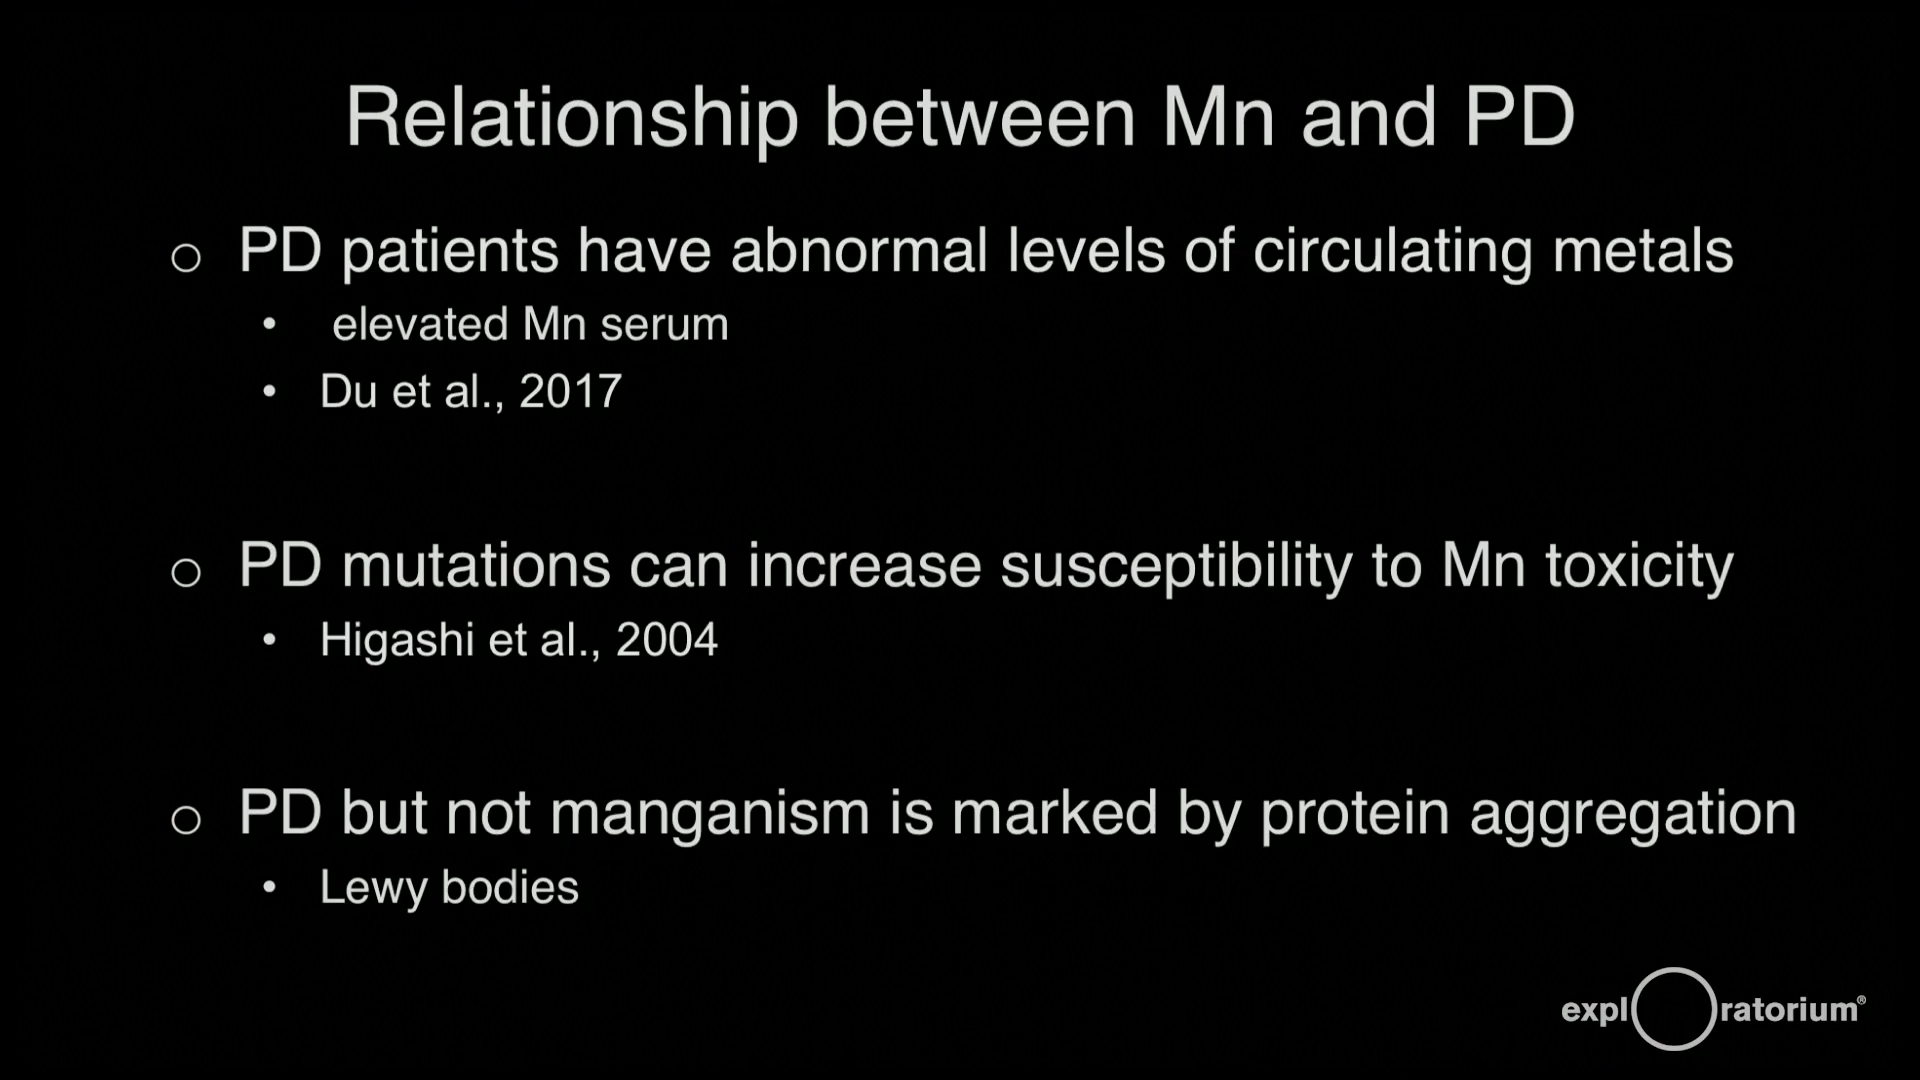 Relationship between Mn and PD
PD patients have abnormal levels of circulating metals
elevated Mn serum
Du et al., 2017
PD mutations can increase susceptibility to Mn toxicity
Higashi et al., 2004
PD but not manganism is marked by protein aggregation
Lewy bodies
expl ratorium®